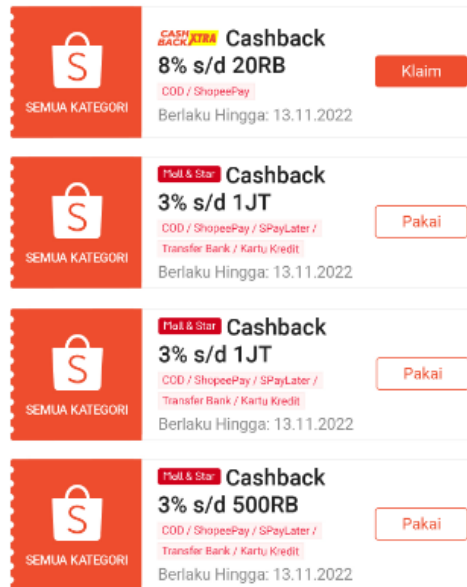 S
SEMUA KATEGORI
CASH BACK XTRA Cashback
8% s/d 20RB
COD / ShopeePay
Berlaku Hingga: 13.11.2022
Klaim
S
SEMUA KATEGORI
Mall & Star Cashback
3% s/d 1JT
COD / ShopeePay / SPayLater /
Transfer Bank / Kartu Kredit
Berlaku Hingga: 13.11.2022
Pakai
S
SEMUA KATEGORI
Mall & Star Cashback
3% s/d 1JT
COD / ShopeePay / SPayLater /
Transfer Bank / Kartu Kredit
Berlaku Hingga: 13.11.2022
Pakai
S
SEMUA KATEGORI
Mall & Star Cashback
3% s/d 500RB
COD / ShopeePay / SPayLater /
Transfer Bank / Kartu Kredit
Berlaku Hingga: 13.11.2022
Pakai